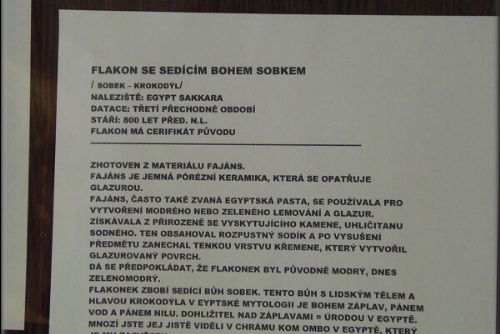 FLAKON SE SEDÍCÍM BOHEM SOBKEM
/ SOBEK – KROKODÝL/
NALEZIŠTĚ: EGYPT SAKKARA
DATACE: TŘETÍ PŘECHODNÉ OBDOBÍ
STÁŘÍ: 800 LET PŘED. N.L.
FLAKON MÁ CERIFIKÁT PŮVODU
ZHOTOVEN Z MATERIÁLU FAJÁNS.
FAJÁNS JE JEMNÁ PÓRÉZNÍ KERAMIKA, KTERÁ SE OPATŘUJE
GLAZUROU.
FAJÁNS, ČASTO TAKÉ ZVANÁ EGYPTSKÁ PASTA, SE POUŽÍVALA PRO
VYTVOŘENÍ MODRÉHO NEBO ZELENÉHO LEMOVÁNÍ A GLAZUR.
ZÍSKÁVALA Z PŘIROZENĚ SE VYSKYTUJÍCÍHO KAMENE, UHLIČITANU
SODNÉHO. TEN OBSAHOVAL ROZPUSTNÝ SODÍK A PO VYSUŠENÍ
PŘEDMĚTU ZANECHAL TENKOU VRSTVU KŘEMENE, KTERÝ VYTVOŘIL
GLAZUROVANÝ POVRCH.
DÁ SE PŘEDPOKLÁDAT, ŽE FLAKONEK BYL PŮVODNĚ MODRÝ, DNES
ZELENOMODRÝ.
FLAKONEK ZBOBÍ SEDÍCÍ BŮH SOBEK. TENTO BŮH S LIDSKÝM TĚLEM A
HLAVOU KROKODÝLA V EYPTSKÉ MYTOLOGII JE BOHEM ZÁPLAV, PÁNEM
VOD A PÁNEM NILU. DOHLIŽITEL NAD ZÁPLAVAMI = ÚRODOU V EGYPTĚ.
MNOZÍ JSTE JEJ JISTĚ VIDĚLI V CHRÁMU KOM OMBO V EGYPTĚ, KTERÝ